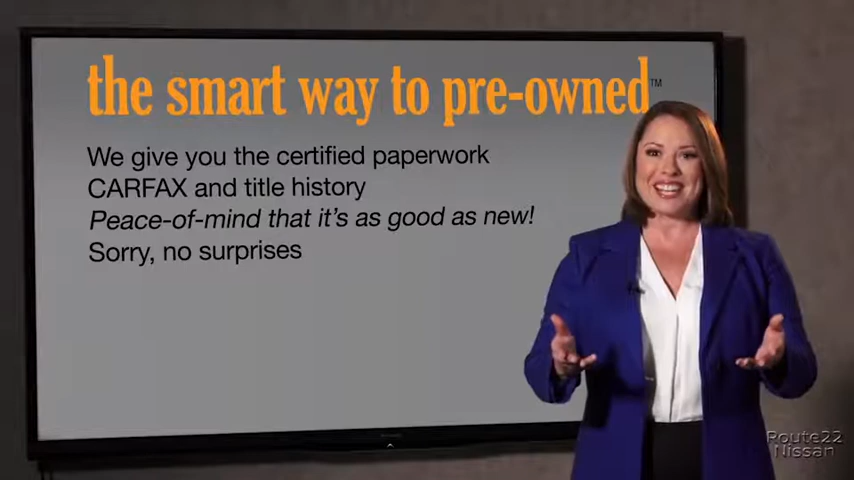 the smart way to pre-owned™
We give you the certified paperwork
CARFAX and title history
Peace-of-mind that it's as good as new!
Sorry, no surprises
Route22
Nissan